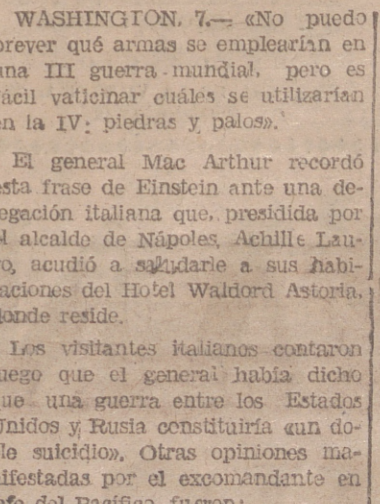 WASHINGTON, 7.— «No puedo
prever qué armas se emplearían en
una III guerra mundial, pero es
fácil vaticinar cuáles se utilizarían
en la IV: piedras y palos».
El general Mac Arthur recordó
esta frase de Einstein ante una de-
legación italiana que, presidida por
el alcalde de Nápoles, Achille Lau-
ro, acudió a saludarle a sus habi-
taciones del Hotel Waldord Astoria,
donde reside.
Los visitantes italianos contaron
luego que el general había dicho
que una guerra entre los Estados
Unidos y Rusia constituiría «un do-
ble suicidio». Otras opiniones ma-
nifestadas por el excomandante en
jefe del Pacífico fueron: